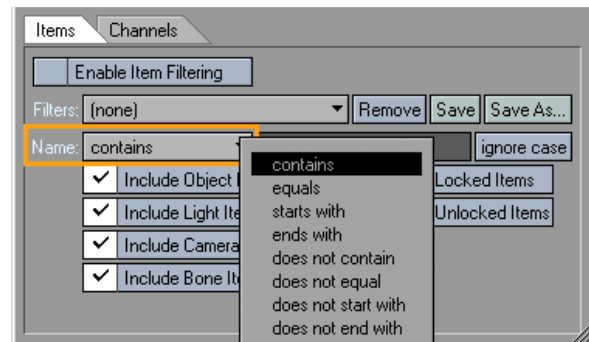 Items Channels
Enable Item Filtering
Filters: (none) Remove Save Save As...
Name: contains ignore case
contains
equals
starts with
ends with
does not contain
does not equal
does not start with
does not end with
Include Object Locked Items
Include Light Ite Unlocked Items
Include Camera
Include Bone Ite